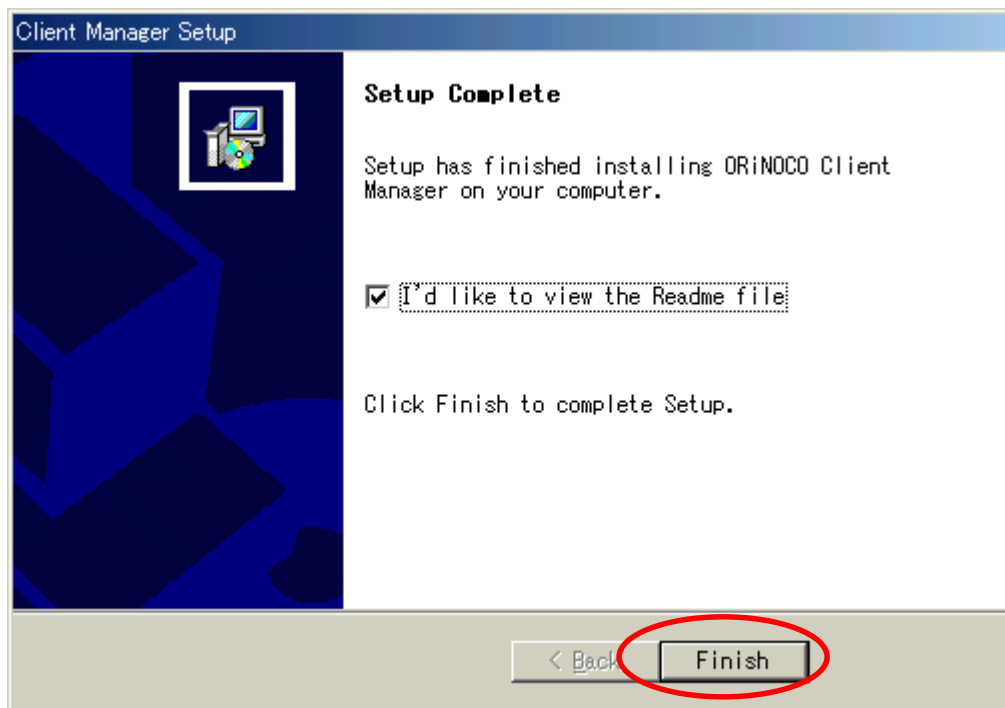 Client Manager Setup
Setup Complete
Setup has finished installing ORiNOCO Client
Manager on your computer.
I'd like to view the Readme file
Click Finish to complete Setup.
< Back
Finish